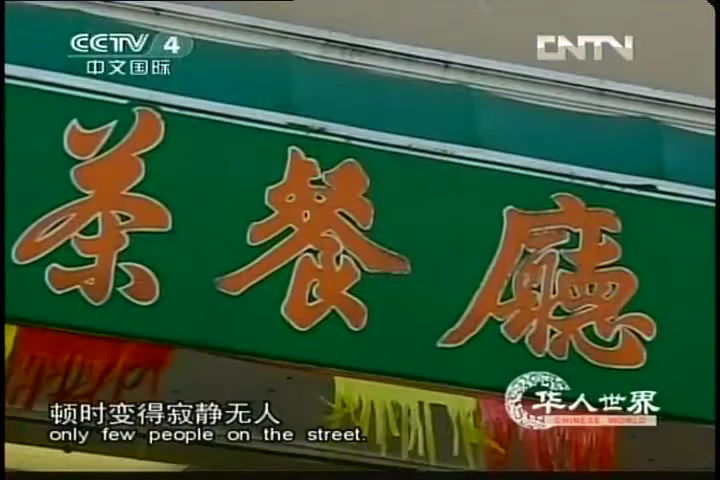 CCTV 4
中文国际
CNTV
茶餐廳
华人世界
CHINESE WORLD
顿时变得寂静无人
only few people on the street.